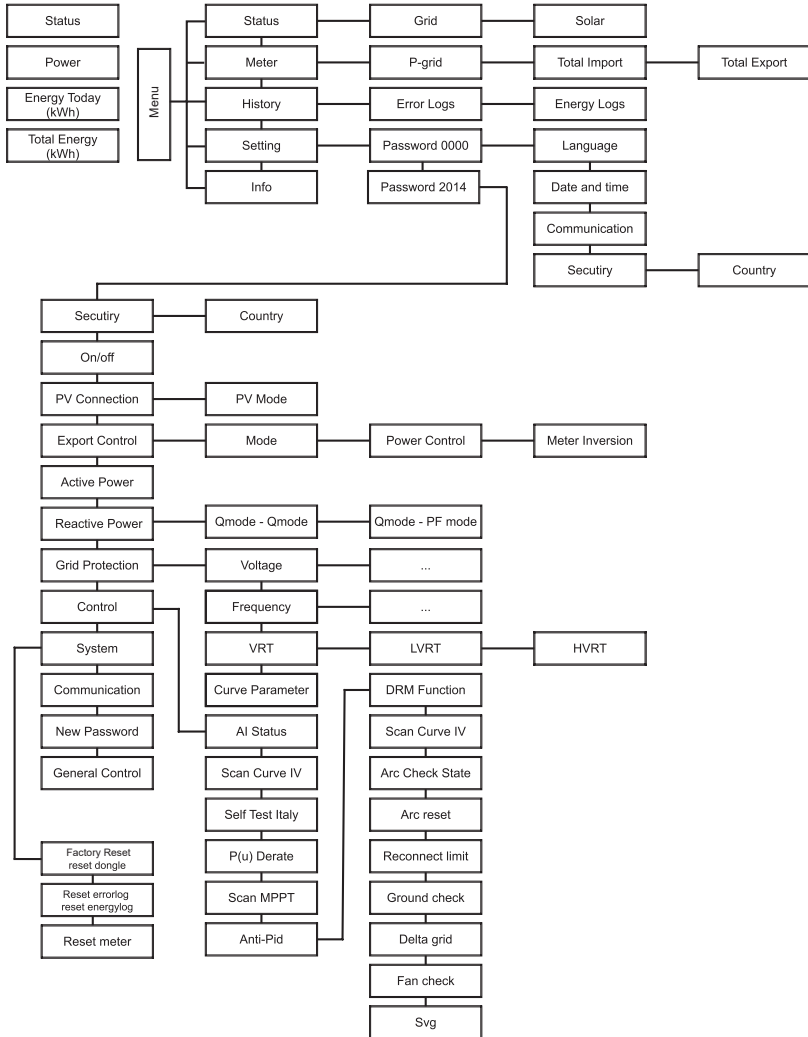 Status
Status
Grid
Solar
Power
Meter
P-grid
Total Import
Total Export
Menu
Energy Today
(kWh)
History
Error Logs
Energy Logs
Total Energy
(kWh)
Setting
Password 0000
Language
Info
Password 2014
Date and time
Communication
Secutiry
Country
Secutiry
Country
On/off
PV Connection
PV Mode
Export Control
Mode
Power Control
Meter Inversion
Active Power
Reactive Power
Qmode - Qmode
Qmode - PF mode
Grid Protection
Voltage
...
Control
Frequency
...
System
VRT
LVRT
HVRT
Communication
Curve Parameter
DRM Function
New Password
AI Status
Scan Curve IV
General Control
Scan Curve IV
Arc Check State
Self Test Italy
Arc reset
Factory Reset
reset dongle
P(u) Derate
Reconnect limit
Reset errorlog
reset energylog
Scan MPPT
Ground check
Reset meter
Anti-Pid
Delta grid
Fan check
Svg